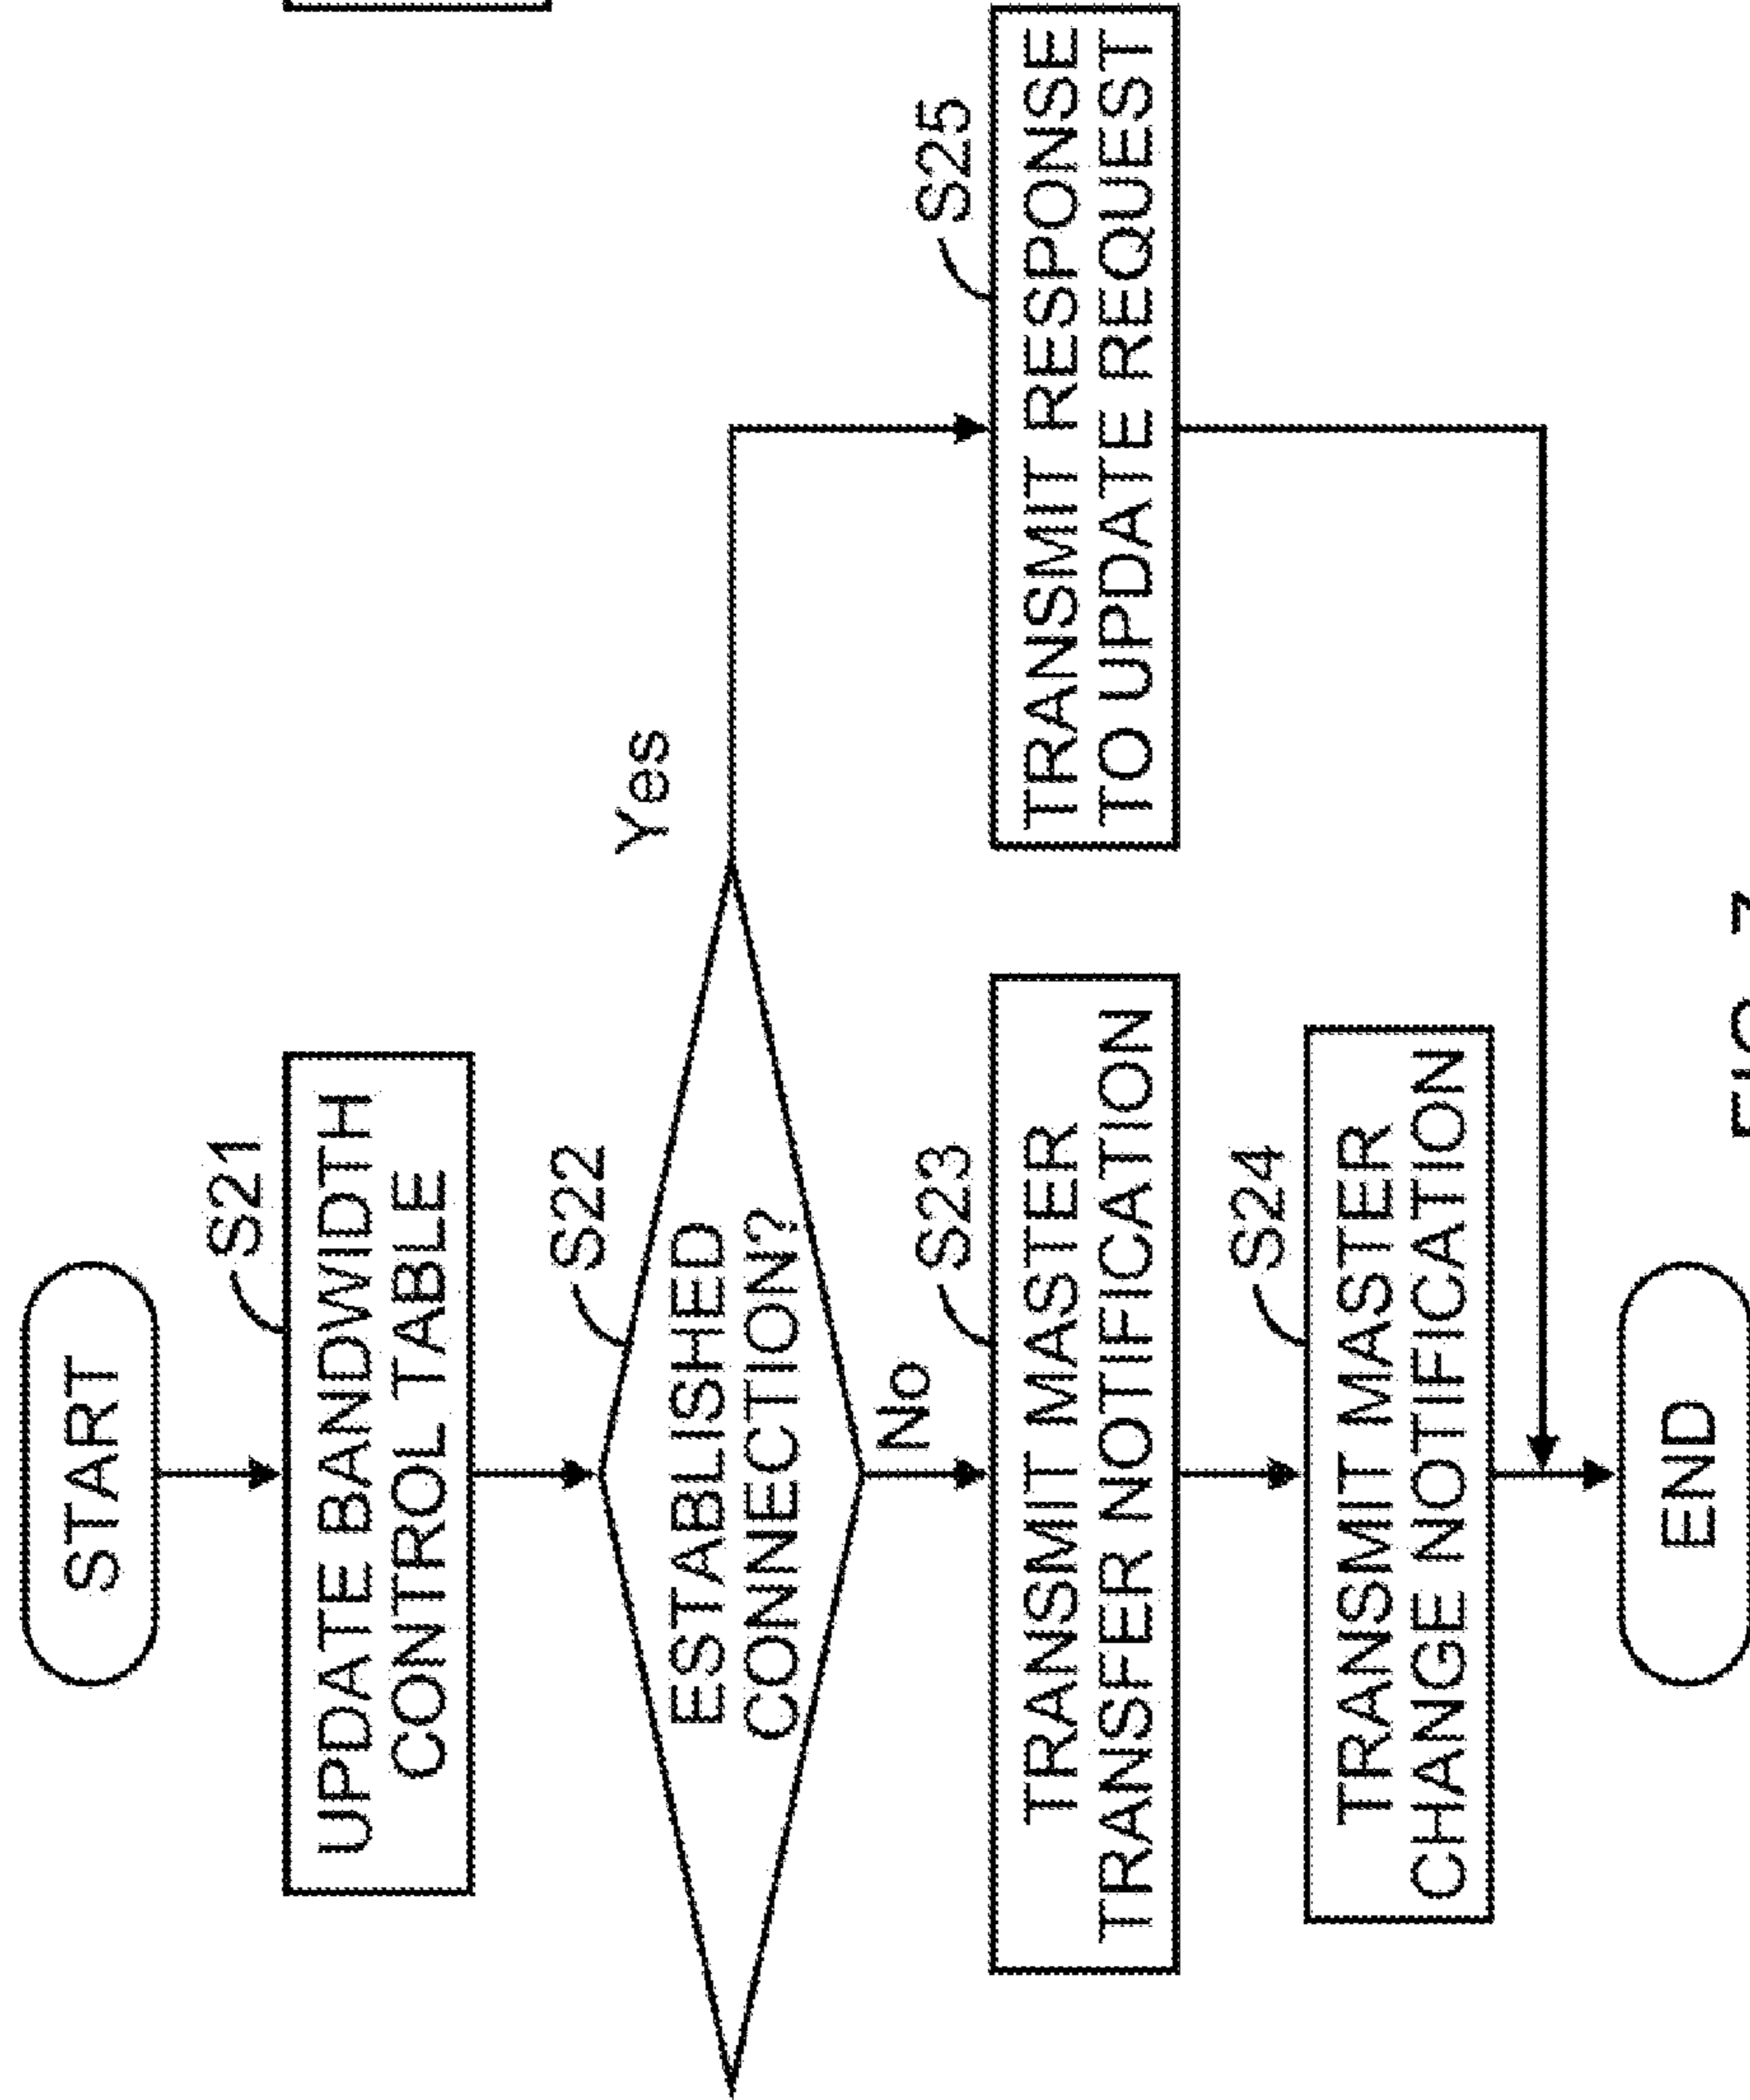 START
S21
UPDATE BANDWIDTH
CONTROL TABLE
S22
ESTABLISHED
CONNECTION?
Yes
No
S23
TRANSMIT MASTER
TRANSFER NOTIFICATION
S25
TRANSMIT RESPONSE
TO UPDATE REQUEST
S24
TRANSMIT MASTER
CHANGE NOTIFICATION
END